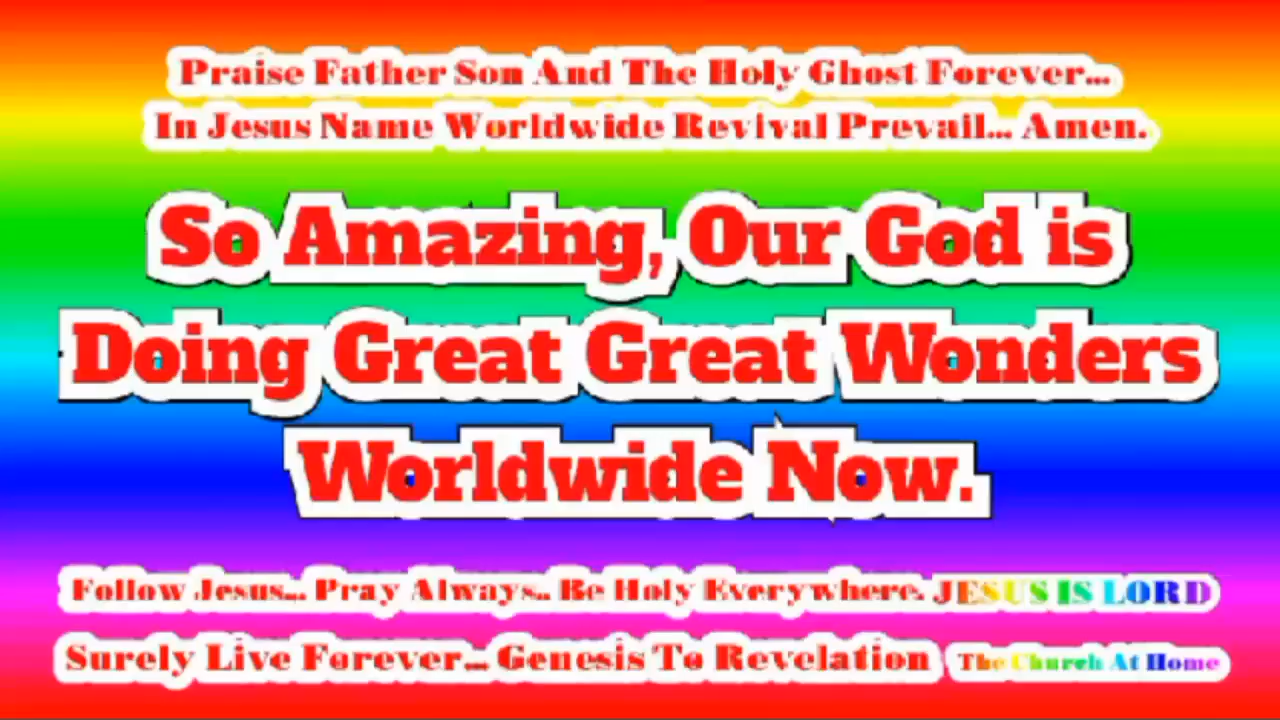 Praise Father Son And The Holy Ghost Forever...
In Jesus Name Worldwide Revival Prevail... Amen.
So Amazing, Our God is
Doing Great Great Wonders
Worldwide Now.
Follow Jesus... Pray Always.. Be Holy Everywhere. JESUS IS LORD
Surely Live Forever... Genesis To Revelation The Church At Home